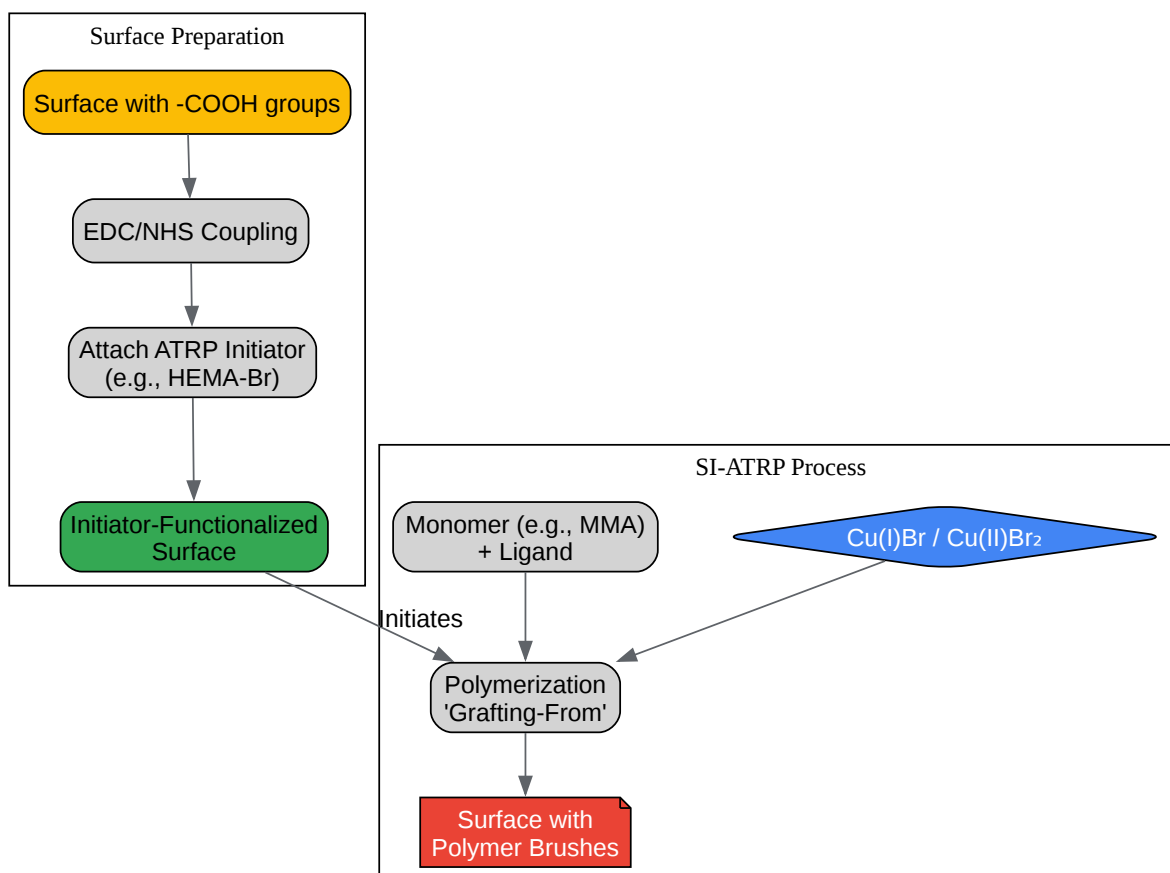 Surface Preparation
Surface with -COOH groups
EDC/NHS Coupling
Attach ATRP Initiator
(e.g., HEMA-Br)
Initiator-Functionalized
Surface
SI-ATRP Process
Monomer (e.g., MMA)
+ Ligand
Cu(I)Br / Cu(II)Br₂
Initiates
Polymerization
'Grafting-From'
Surface with
Polymer Brushes